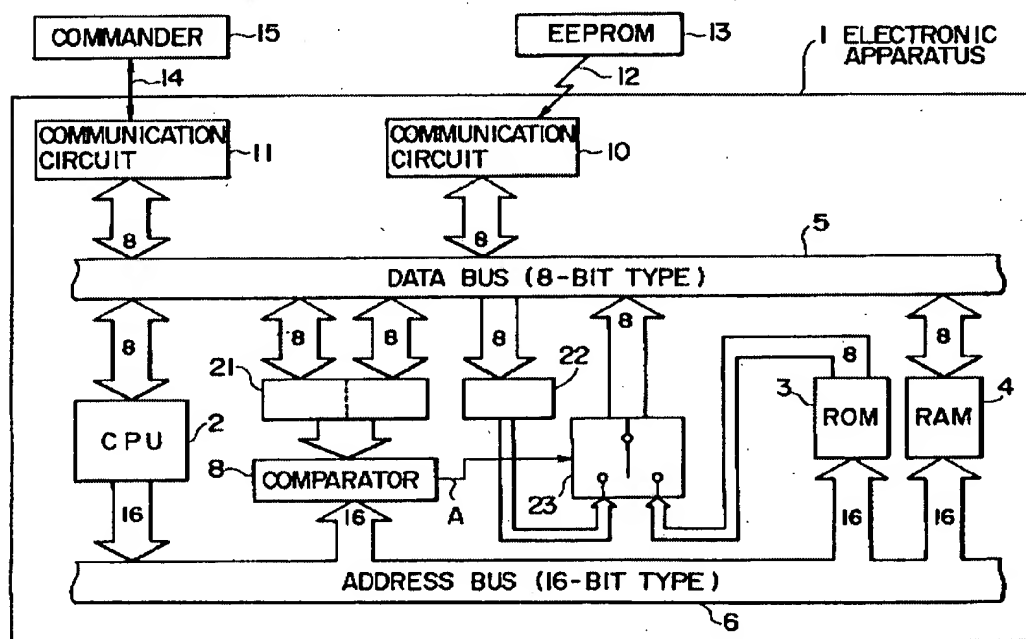 COMMANDER
15
EEPROM
13
1 ELECTRONIC
APPARATUS
14
12
COMMUNICATION
CIRCUIT
11
COMMUNICATION
CIRCUIT
10
8
8
5
DATA BUS (8-BIT TYPE)
8
8
8
8
8
8
8
21
22
3
4
CPU
2
ROM
RAM
8
COMPARATOR
A
23
16
16
16
16
ADDRESS BUS (16-BIT TYPE)
6